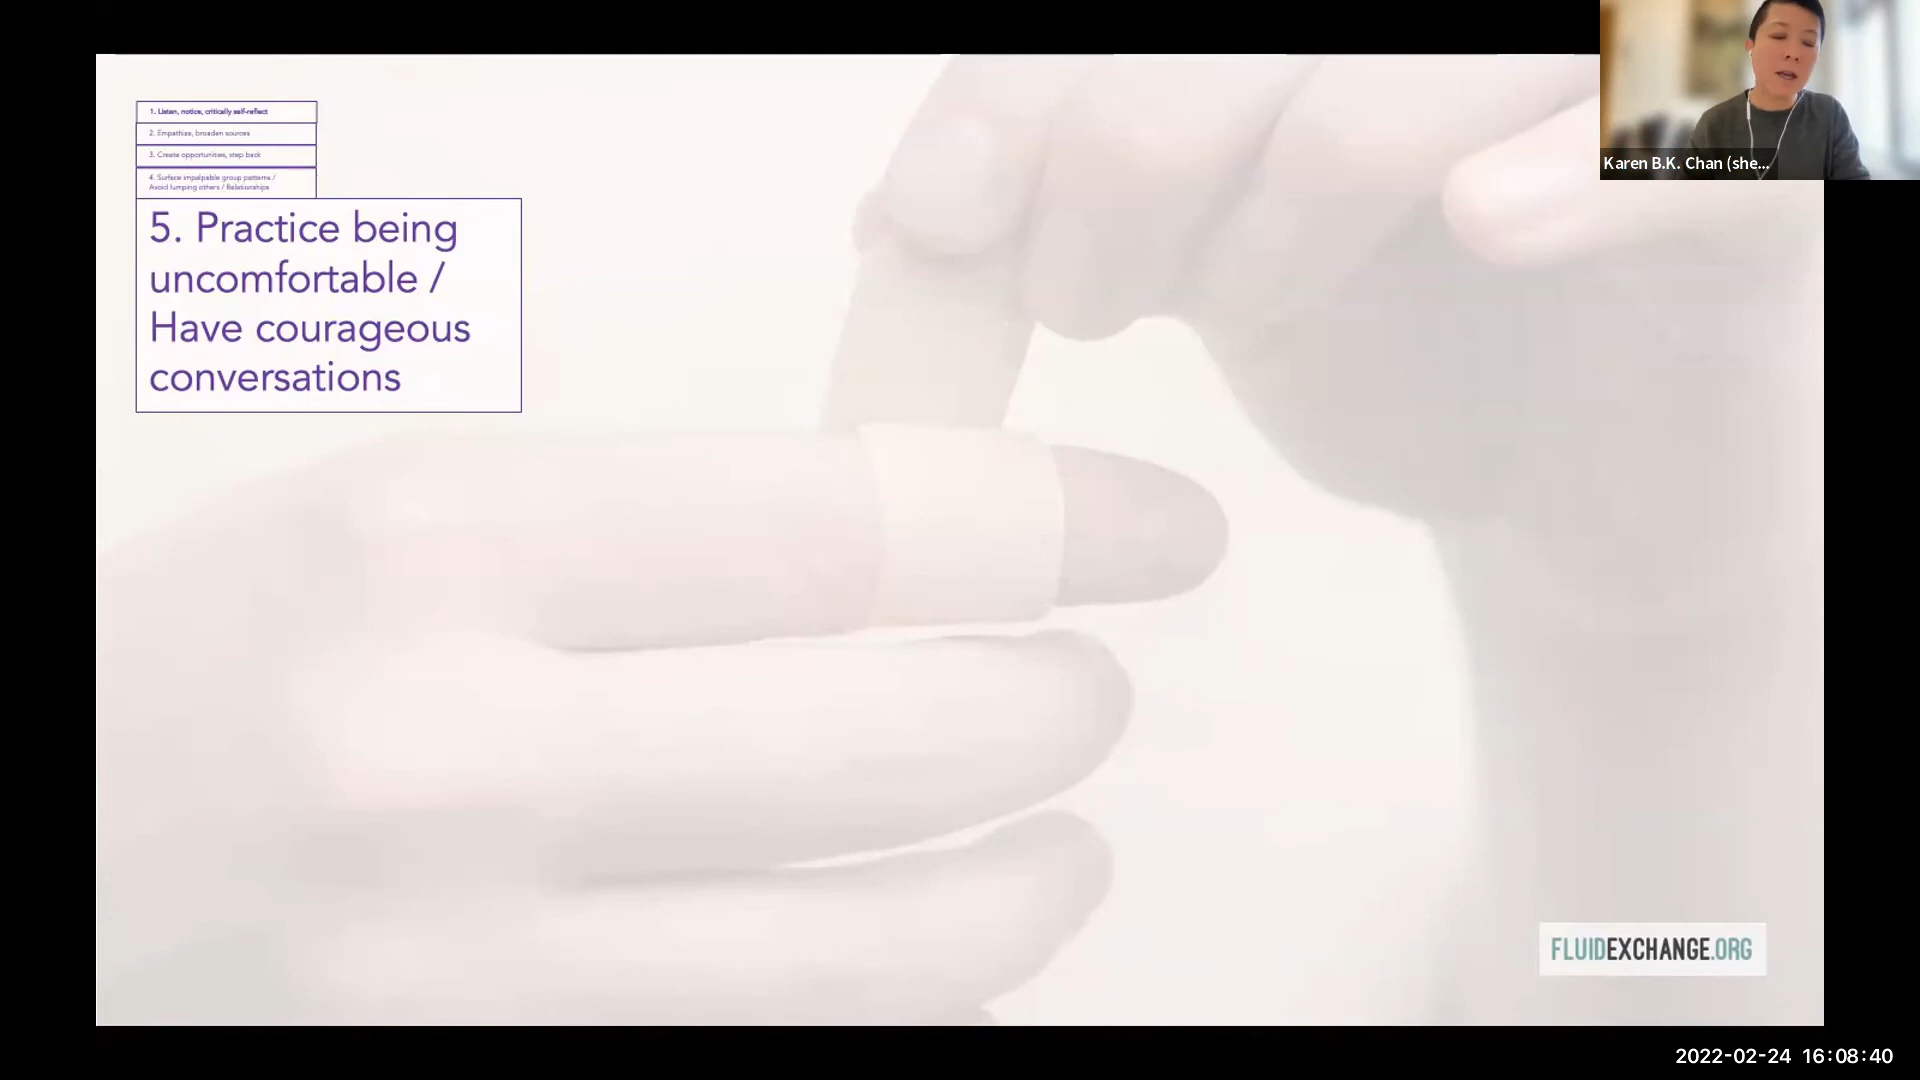 1. Listen, notice, critically self-reflect
2. Empathize, broaden sources
3. Create opportunities, step back
4. Surface impalpable group patterns /
Avoid lumping others / Relationships
5. Practice being
uncomfortable /
Have courageous
conversations
Karen B.K. Chan (she...
FLUIDEXCHANGE.ORG
2022-02-24 16:08:40